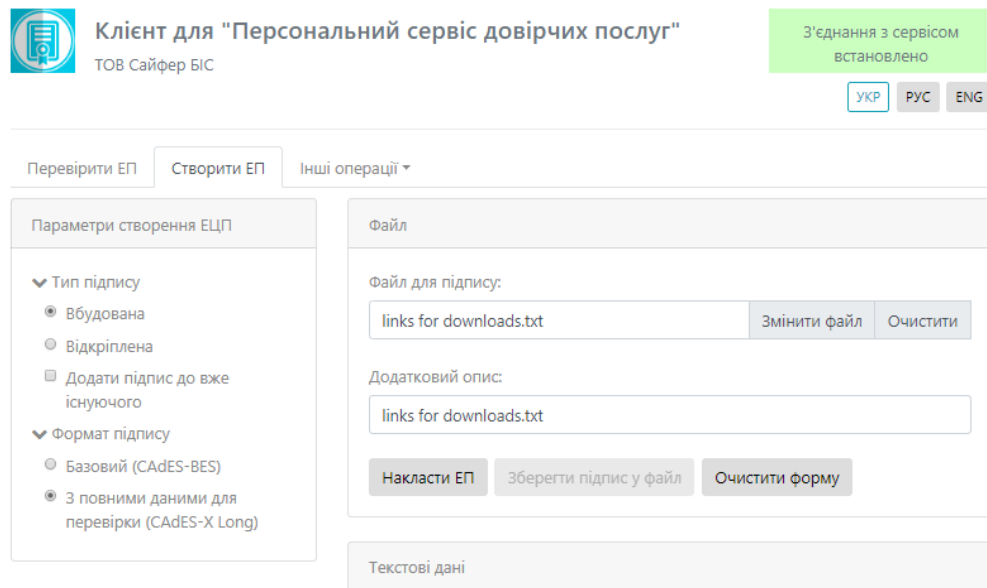 Клієнт для "Персональний сервіс довірчих послуг"
ТОВ Сайфер БІС
З'єднання з сервісом
встановлено
УКР РУС ENG
Перевірити ЕП Створити ЕП Інші операції
Параметри створення ЕЦП
Тип підпису
Вбудована
Відкріплена
Додати підпис до вже
існуючого
Формат підпису
Базовий (CAdES-BES)
З повними даними для
перевірки (CAdES-X Long)
Файл
Файл для підпису:
links for downloads.txt Змінити файл Очистити
Додатковий опис:
links for downloads.txt
Накласти ЕП Зберегти підпис у файл Очистити форму
Текстові дані